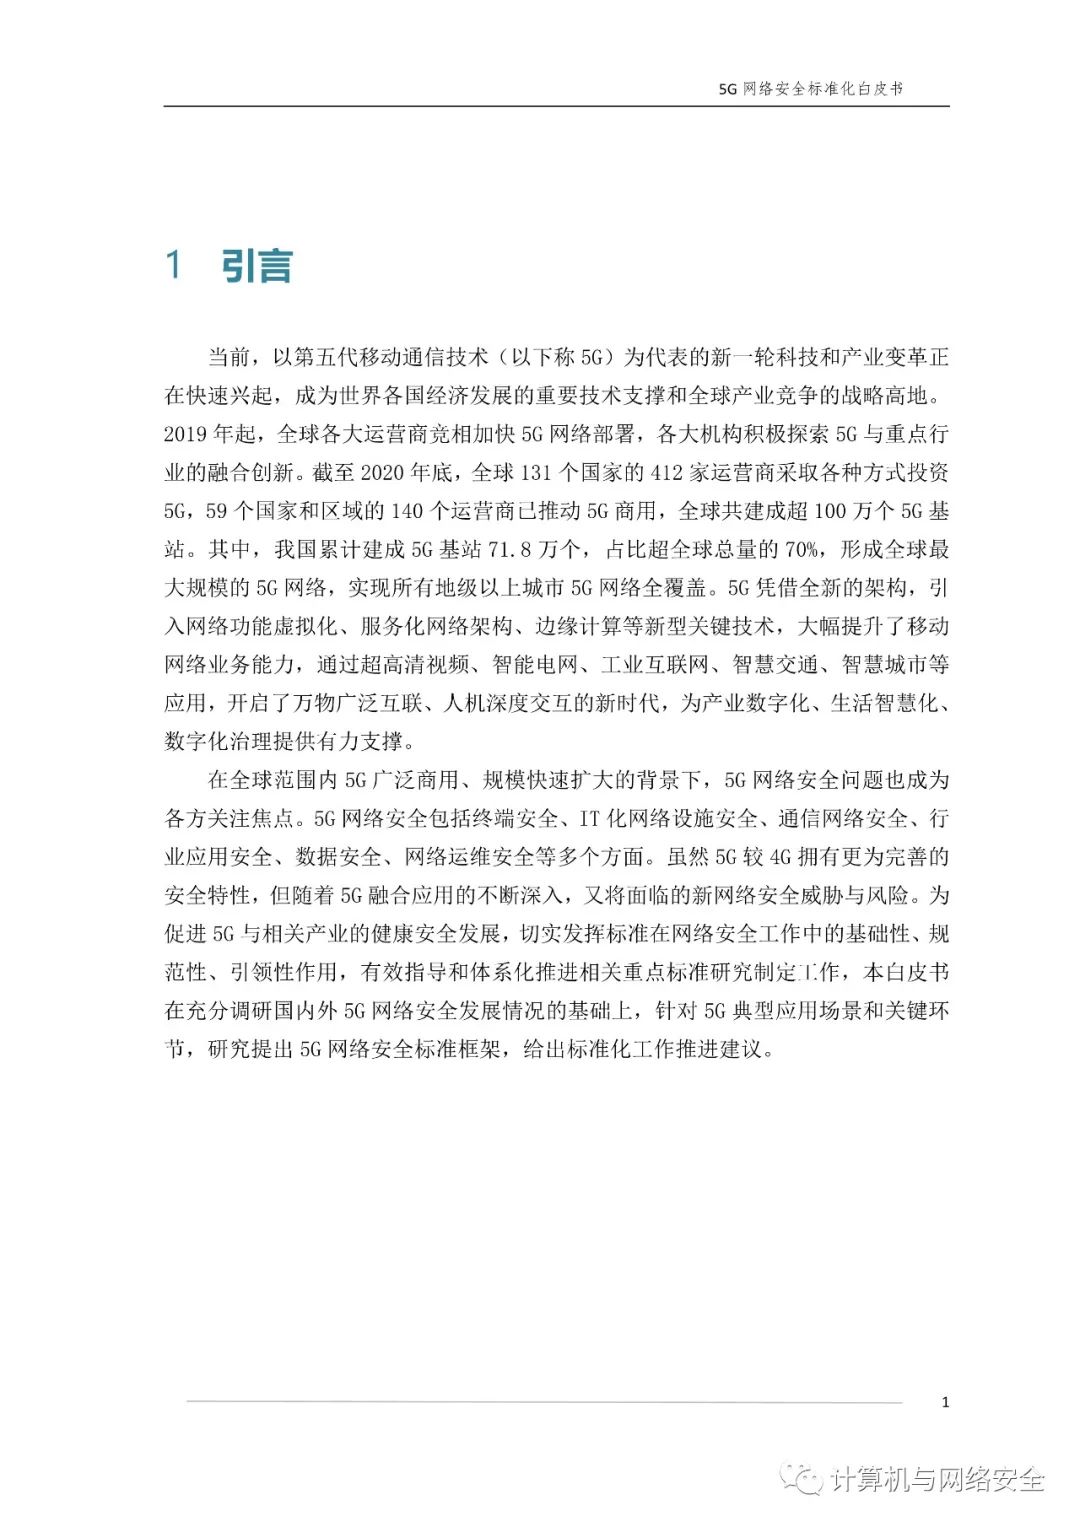 5G 网络安全标准化白皮书
1 引言
当前，以第五代移动通信技术（以下称 5G）为代表的新一轮科技和产业变革正
在快速兴起，成为世界各国经济发展的重要技术支撑和全球产业竞争的战略高地。
2019 年起，全球各大运营商竞相加快 5G 网络部署，各大机构积极探索 5G 与重点行
业的融合创新。截至 2020 年底，全球 131 个国家的 412 家运营商采取各种方式投资
5G，59 个国家和区域的 140 个运营商已推动 5G 商用，全球共建成超 100 万个 5G 基
站。其中，我国累计建成 5G 基站 71.8 万个，占比超全球总量的 70%，形成全球最
大规模的 5G 网络，实现所有地级以上城市 5G 网络全覆盖。5G 凭借全新的架构，引
入网络功能虚拟化、服务化网络架构、边缘计算等新型关键技术，大幅提升了移动
网络业务能力，通过超高清视频、智能电网、工业互联网、智慧交通、智慧城市等
应用，开启了万物广泛互联、人机深度交互的新时代，为产业数字化、生活智慧化、
数字化治理提供有力支撑。
在全球范围内 5G 广泛商用、规模快速扩大的背景下，5G 网络安全问题也成为
各方关注焦点。5G 网络安全包括终端安全、IT 化网络设施安全、通信网络安全、行
业应用安全、数据安全、网络运维安全等多个方面。虽然 5G 较 4G 拥有更为完善的
安全特性，但随着 5G 融合应用的不断深入，又将面临的新网络安全威胁与风险。为
促进 5G 与相关产业的健康安全发展，切实发挥标准在网络安全工作中的基础性、规
范性、引领性作用，有效指导和体系化推进相关重点标准研究制定工作，本白皮书
在充分调研国内外 5G 网络安全发展情况的基础上，针对 5G 典型应用场景和关键环
节，研究提出 5G 网络安全标准框架，给出标准化工作推进建议。
1
计算机与网络安全